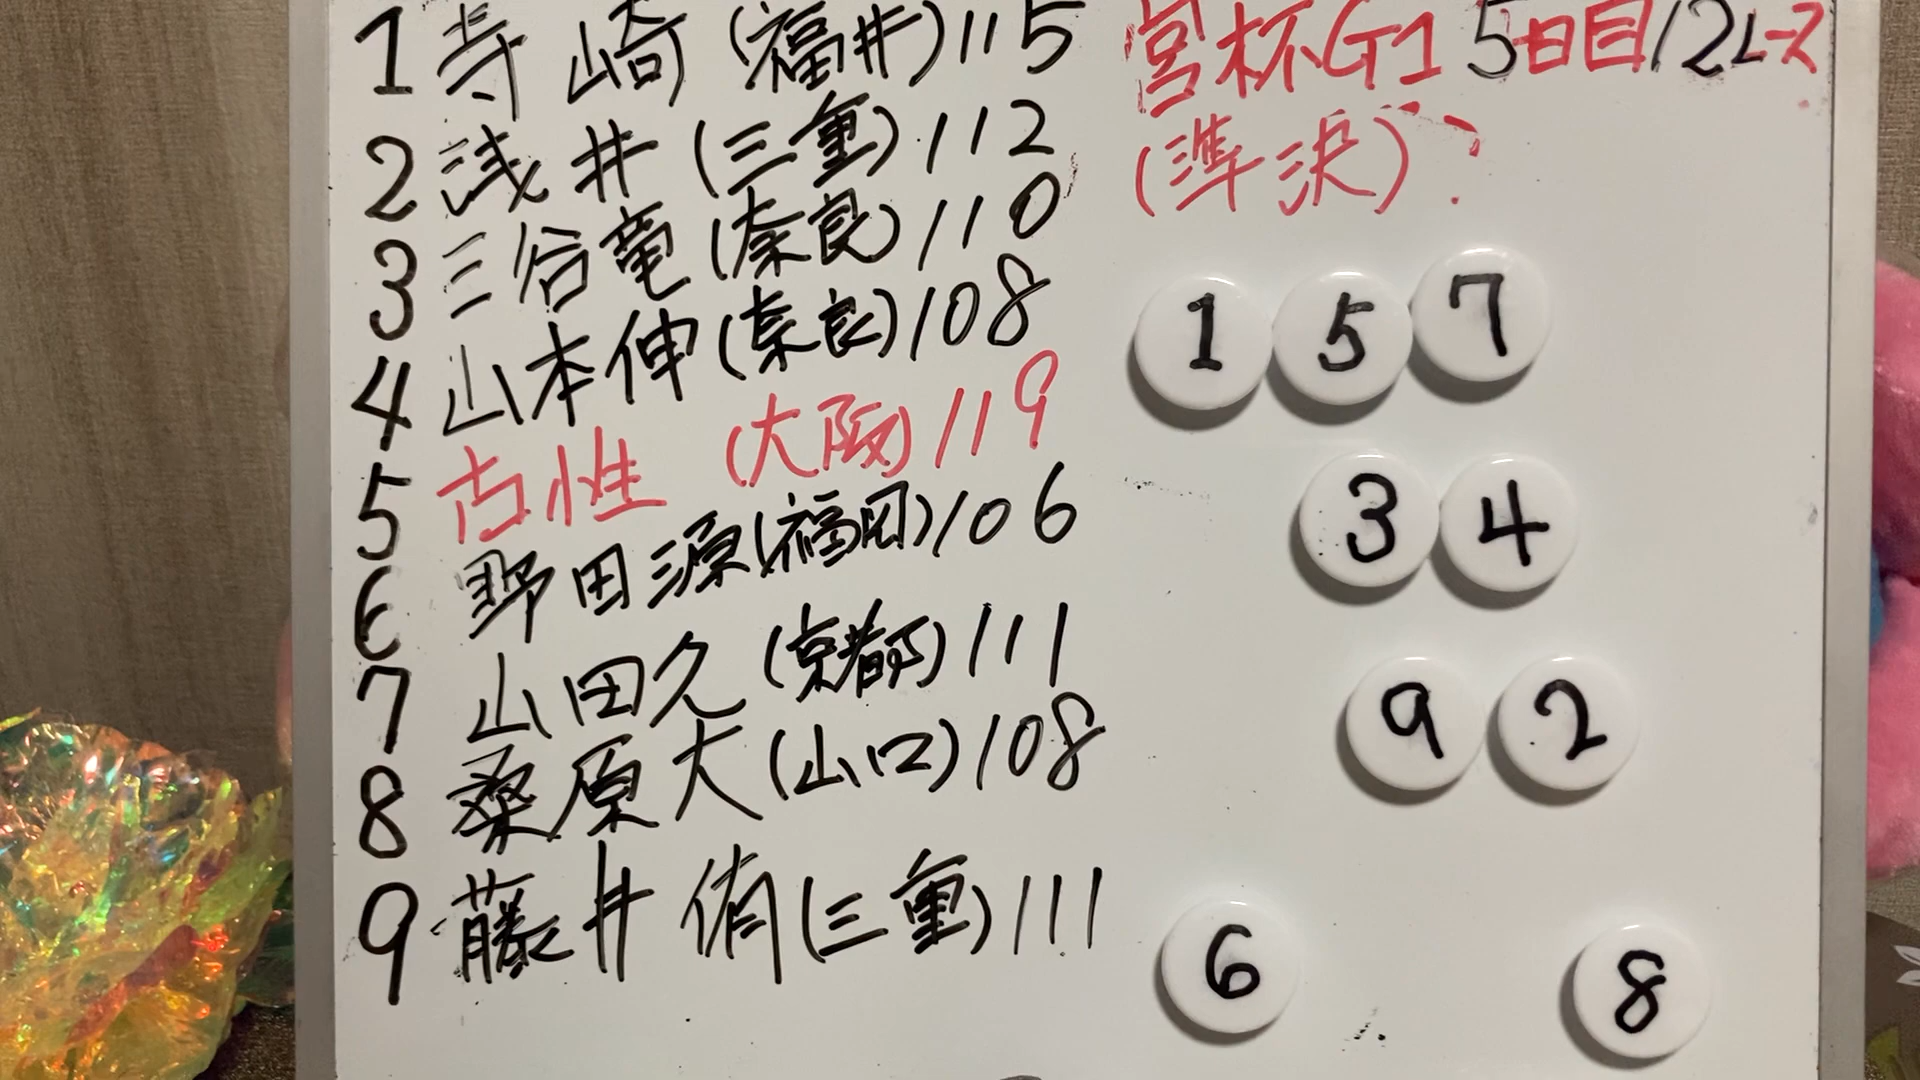 1 寺崎(福井)115
2 浅井(三重)112
3 三谷竜(奈良)110
4 山本伸(奈良)108
5 古性(大阪)119
6 野田源(福岡)106
7 山田久(京都)111
8 桑原大(山口)108
9 藤井侑(三重)111
宮杯G1 5日目12レース
(準決)?
1 5 7
3 4
9 2
6 8